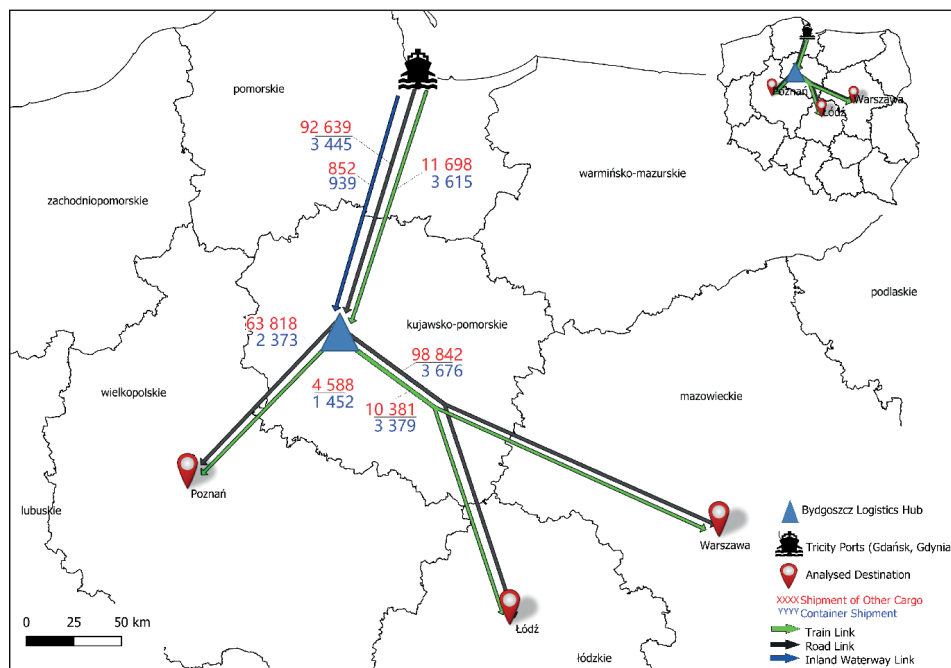 pomorskie
92 639
3 445
852
939
11 698
3 615
zachodniopomorskie
warmińsko-mazurskie
podlaskie
Poznań
Warszawa
Łódź
63 818
2 373
kujawsko-pomorskie
98 842
3 676
4 588
1 452
10 381
3 379
wielkopolskie
mazowieckie
Poznań
lubuskie
Warszawa
Łódź
łódzkie
0 25 50 km
Bydgoszcz Logistics Hub
Tricity Ports (Gdańsk, Gdynia
Analysed Destination
XXXX Shipment of Other Cargo
YYYY Container Shipment
Train Link
Road Link
Inland Waterway Link